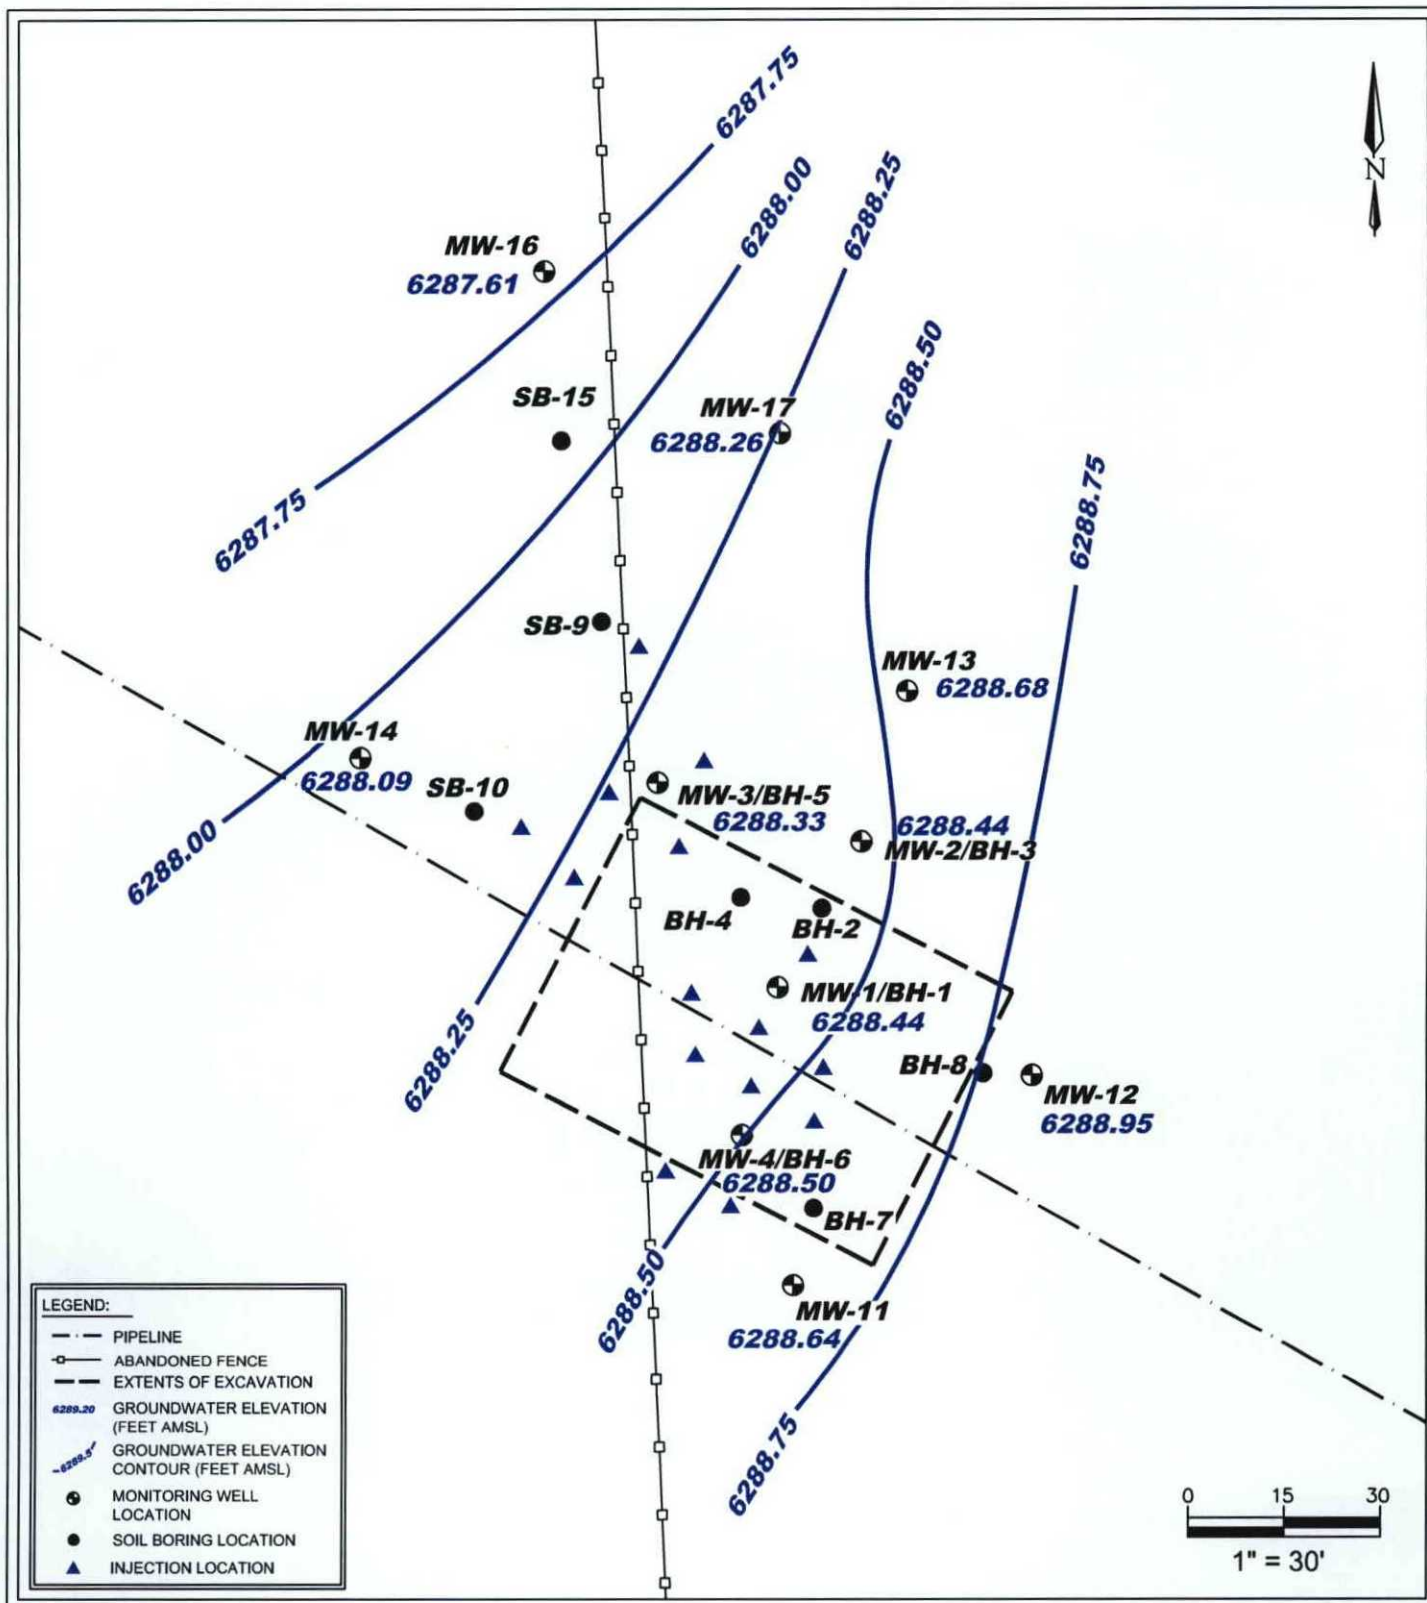 6287.75
6288.00
6288.25
N
MW-16
6287.61
6288.50
SB-15
MW-17
6288.26
6288.75
6287.75
SB-9
MW-13
6288.68
MW-14
6288.09
SB-10
MW-3/BH-5
6288.33
6288.44
MW-2/BH-3
6288.00
BH-4
BH-2
MW-1/BH-1
6288.44
6288.25
BH-8
MW-12
6288.95
MW-4/BH-6
6288.50
BH-7
6288.50
MW-11
6288.64
6288.75
LEGEND:
PIPELINE
ABANDONED FENCE
EXTENTS OF EXCAVATION
6289.20 GROUNDWATER ELEVATION
(FEET AMSL)
6289.5' GROUNDWATER ELEVATION
CONTOUR (FEET AMSL)
MONITORING WELL
LOCATION
SOIL BORING LOCATION
INJECTION LOCATION
0 15 30
1" = 30'